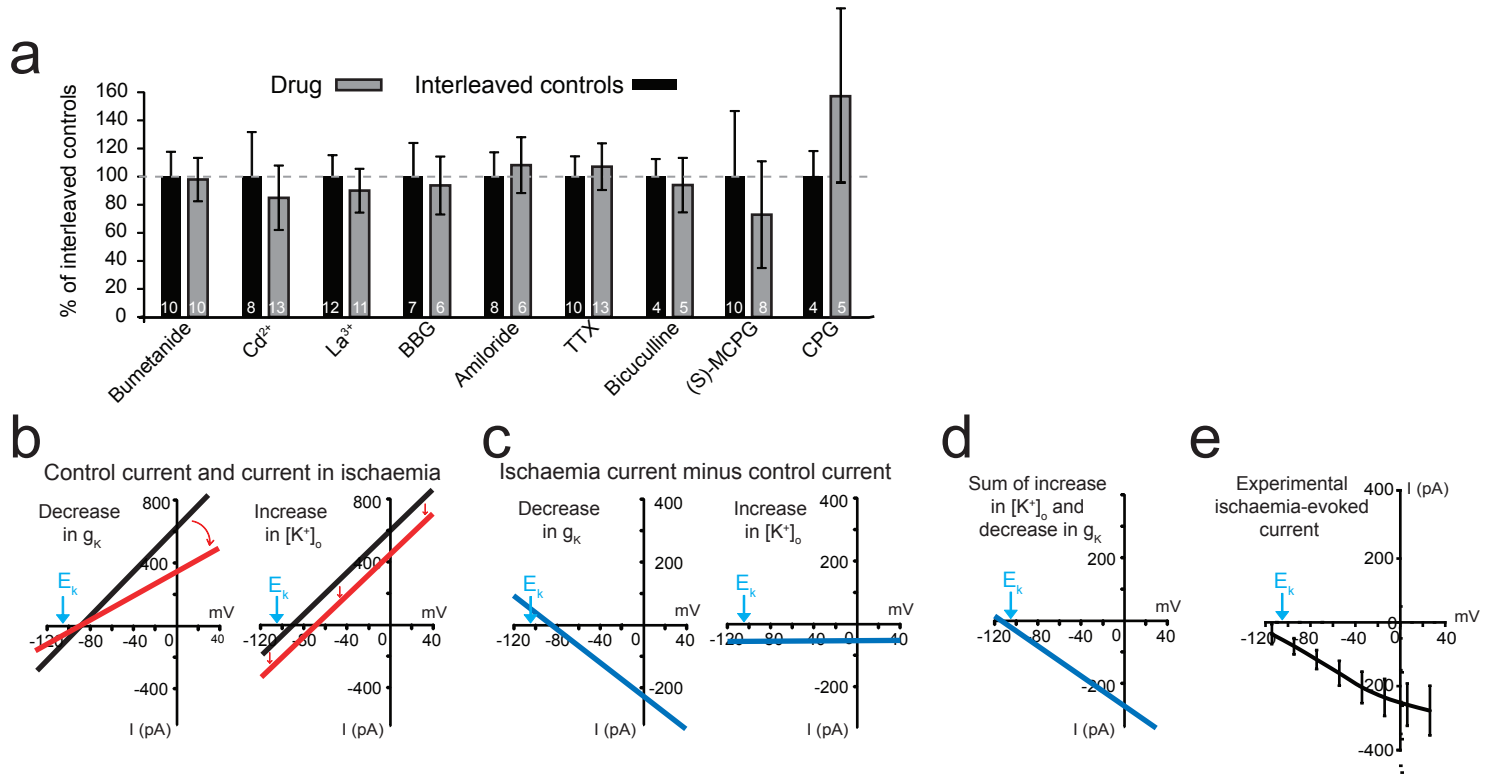 a
Drug
Interleaved controls
% of interleaved controls
160
140
120
100
80
60
40
20
0
10 10 8 13 12 11 7 6 8 6 10 13 4 5 10 8 4 5
Bumetanide
Cd²⁺
La³⁺
BBG
Amiloride
TTX
Bicuculline
(S)-MCPG
CPG
b
Control current and current in ischaemia
Decrease
in gK
800
400
Ek
mV
-120 -80 -40 0 40
-400
I (pA)
Increase
in [K⁺]o
800
400
Ek
mV
-120 -80 -40 0 40
-400
I (pA)
c
Ischaemia current minus control current
Decrease
in gK
400
200
Ek
mV
-120 -80 -40 0 40
-200
I (pA)
Increase
in [K⁺]o
400
200
Ek
mV
-120 -80 -40 0 40
-200
I (pA)
d
Sum of increase
in [K⁺]o and
decrease in gK
200
Ek
mV
-120 -80 -40 0 40
-200
I (pA)
e
Experimental
ischaemia-evoked
current
400
I (pA)
200
Ek
mV
0
-120 -80 -40 0 40
-200
-400